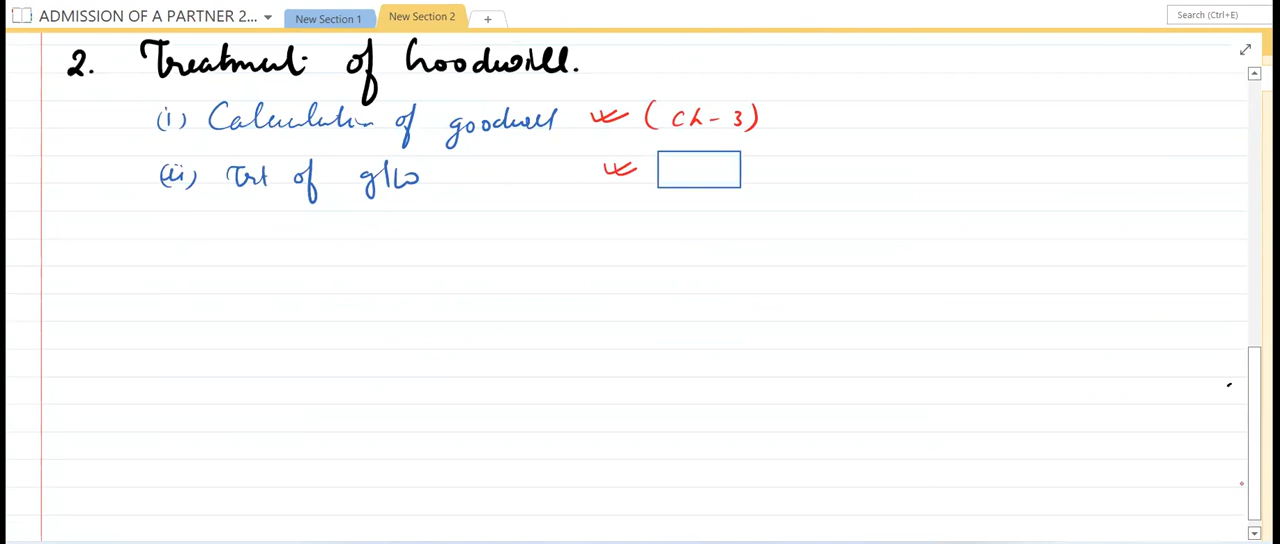 ADMISSION OF A PARTNER 2...
New Section 1
New Section 2
+
Search (Ctrl+E)
2. Treatment of Goodwill.
(i) Calculation of goodwill (Ch-3)
(ii) Trt of g/w